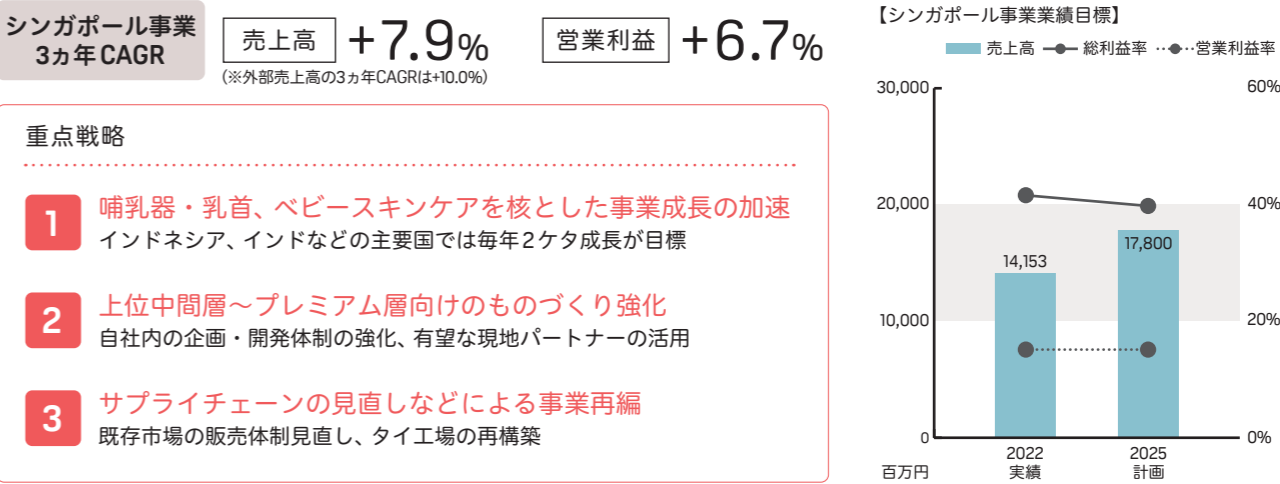 シンガポール事業
3ヵ年CAGR
売上高 +7.9%
(※外部売上高の3ヵ年CAGRは+10.0%)
営業利益 +6.7%
重点戦略
1
哺乳器・乳首、ベビースキンケアを核とした事業成長の加速
インドネシア、インドなどの主要国では毎年2ケタ成長が目標
2
上位中間層～プレミアム層向けのものづくり強化
自社内の企画・開発体制の強化、有望な現地パートナーの活用
3
サプライチェーンの見直しなどによる事業再編
既存市場の販売体制見直し、タイ工場の再構築
【シンガポール事業業績目標】
売上高 総利益率 営業利益率
30,000 60%
20,000 40%
17,800
14,153
10,000 20%
0 0%
百万円
2022
実績
2025
計画